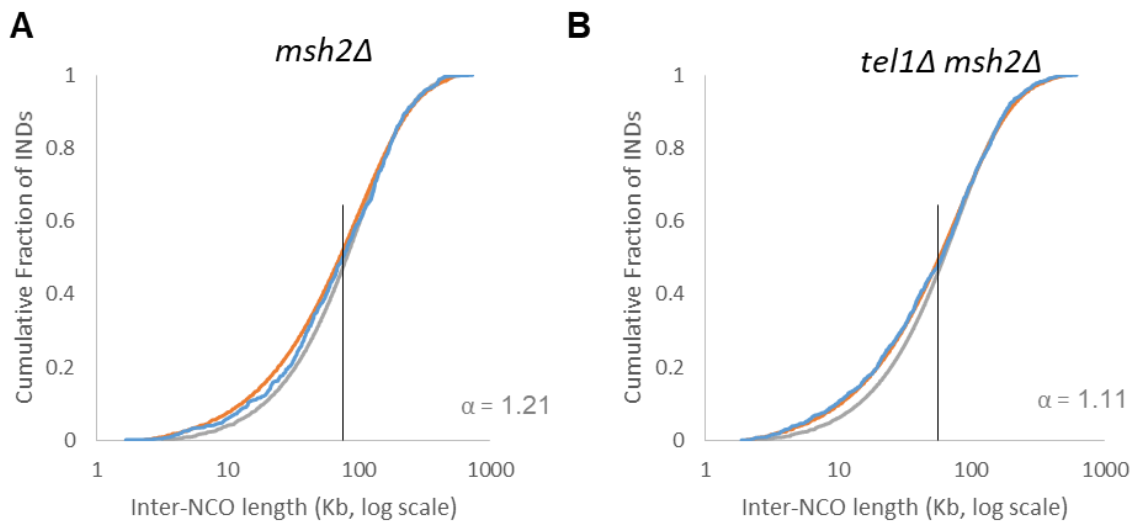 A
msh2Δ
Cumulative Fraction of INDs
1
0.8
0.6
0.4
0.2
0
α = 1.21
1
10
100
1000
Inter-NCO length (Kb, log scale)
B
tel1Δ msh2Δ
Cumulative Fraction of INDs
1
0.8
0.6
0.4
0.2
0
α = 1.11
1
10
100
1000
Inter-NCO length (Kb, log scale)